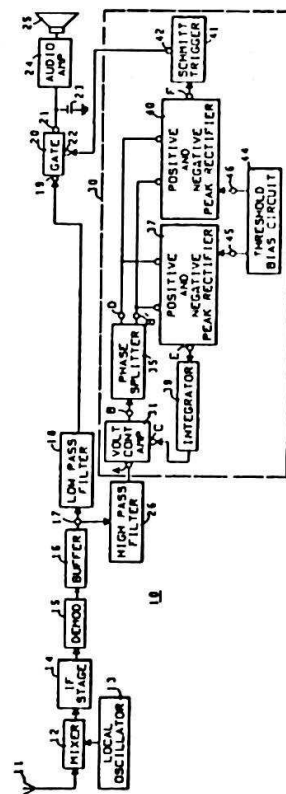 11
12
MIXER
LOCAL
OSCILLATOR
13
14
IF
STAGE
15
DEMOD
16
BUFFER
17
18
LOW PASS
FILTER
HIGH PASS
FILTER
26
10
19
20
GATE
21
22
23
24
AUDIO
AMP
25
30
A
31
VOLT
CONT
AMP
B
C
PHASE
SPLITTER
35
D
B'
37
POSITIVE
AND
NEGATIVE
PEAK RECTIFIER
E
INTEGRATOR
39
40
POSITIVE
AND
NEGATIVE
PEAK RECTIFIER
F
41
SCHMITT
TRIGGER
42
45
46
44
THRESHOLD
BIAS CIRCUIT